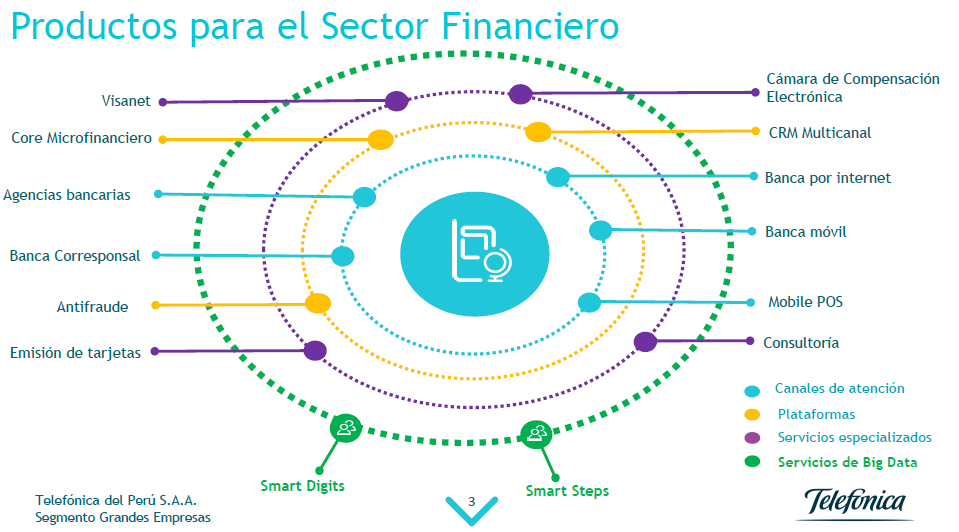 Productos para el Sector Financiero
Visanet
Core Microfinanciero
Agencias bancarias
Banca Corresponsal
Antifraude
Emisión de tarjetas
Cámara de Compensación
Electrónica
CRM Multicanal
Banca por internet
Banca móvil
Mobile POS
Consultoría
Canales de atención
Plataformas
Servicios especializados
Servicios de Big Data
Smart Digits
Smart Steps
Telefónica del Perú S.A.A.
Segmento Grandes Empresas
3
Telefónica